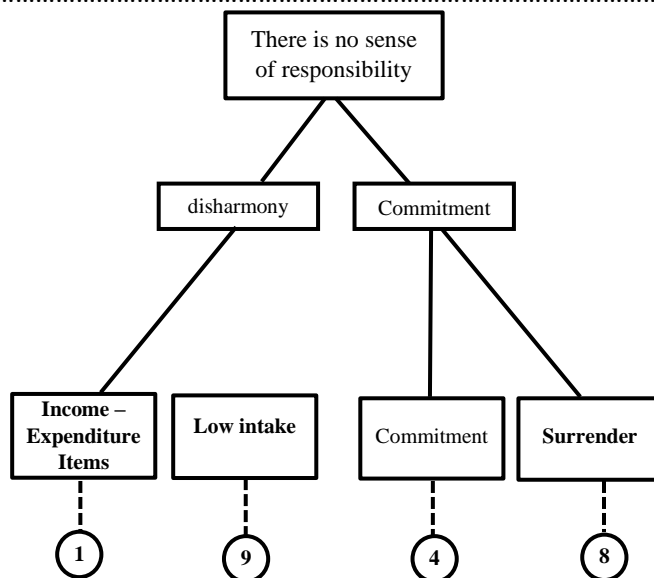 There is no sense
of responsibility
disharmony
Commitment
Income –
Expenditure
Items
Low intake
Commitment
Surrender
1
9
4
8